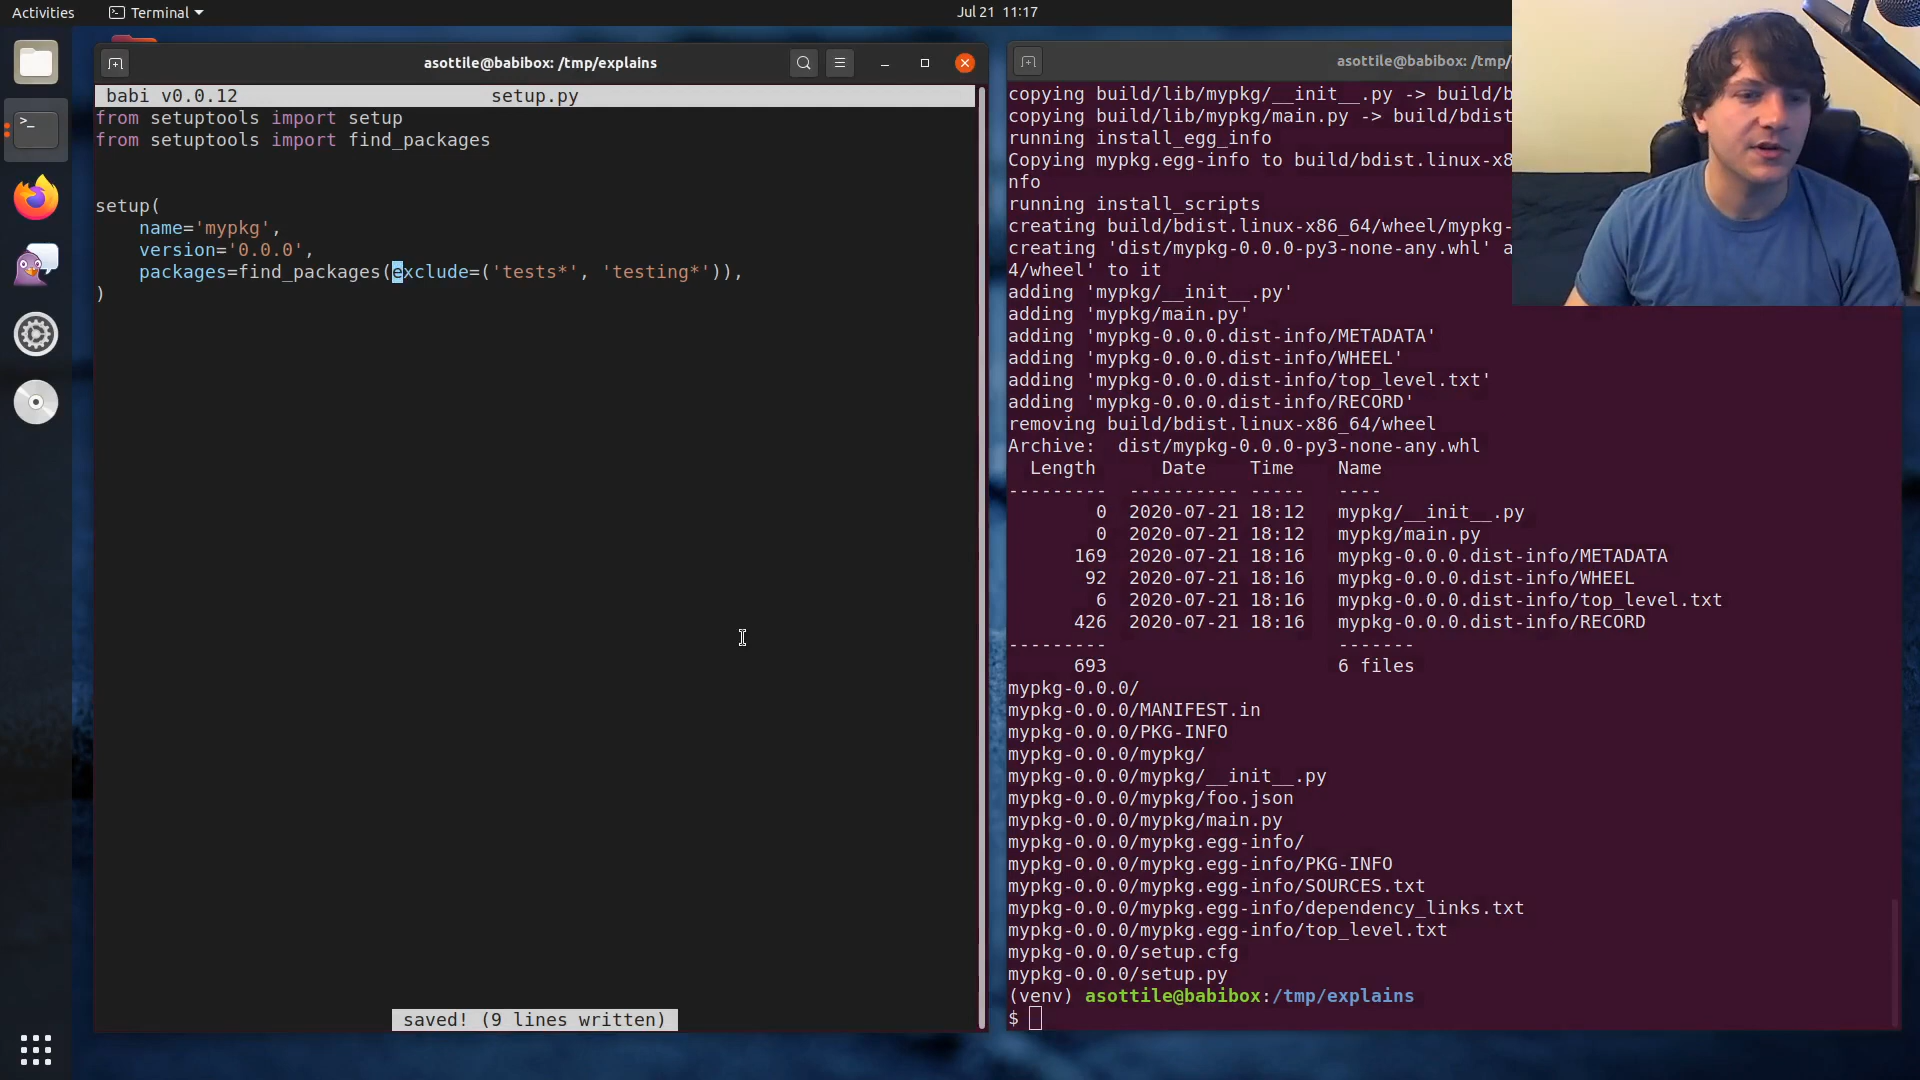 Activities
Terminal
Jul 21 11:17
asottile@babibox: /tmp/explains
babi v0.0.12 setup.py
from setuptools import setup
from setuptools import find_packages
setup(
name='mypkg',
version='0.0.0',
packages=find_packages(exclude=('tests*', 'testing*')),
)
saved! (9 lines written)
asottile@babibox: /tmp/
copying build/lib/mypkg/__init__.py -> build/b
copying build/lib/mypkg/main.py -> build/bdist
running install_egg_info
Copying mypkg.egg-info to build/bdist.linux-x8
nfo
running install_scripts
creating build/bdist.linux-x86_64/wheel/mypkg-
creating 'dist/mypkg-0.0.0-py3-none-any.whl' a
4/wheel' to it
adding 'mypkg/__init__.py'
adding 'mypkg/main.py'
adding 'mypkg-0.0.0.dist-info/METADATA'
adding 'mypkg-0.0.0.dist-info/WHEEL'
adding 'mypkg-0.0.0.dist-info/top_level.txt'
adding 'mypkg-0.0.0.dist-info/RECORD'
removing build/bdist.linux-x86_64/wheel
Archive:  dist/mypkg-0.0.0-py3-none-any.whl
Length Date Time Name
--------- ---------- ----- ----
0 2020-07-21 18:12 mypkg/__init__.py
0 2020-07-21 18:12 mypkg/main.py
169 2020-07-21 18:16 mypkg-0.0.0.dist-info/METADATA
92 2020-07-21 18:16 mypkg-0.0.0.dist-info/WHEEL
6 2020-07-21 18:16 mypkg-0.0.0.dist-info/top_level.txt
426 2020-07-21 18:16 mypkg-0.0.0.dist-info/RECORD
--------- -------
693 6 files
mypkg-0.0.0/
mypkg-0.0.0/MANIFEST.in
mypkg-0.0.0/PKG-INFO
mypkg-0.0.0/mypkg/
mypkg-0.0.0/mypkg/__init__.py
mypkg-0.0.0/mypkg/foo.json
mypkg-0.0.0/mypkg/main.py
mypkg-0.0.0/mypkg.egg-info/
mypkg-0.0.0/mypkg.egg-info/PKG-INFO
mypkg-0.0.0/mypkg.egg-info/SOURCES.txt
mypkg-0.0.0/mypkg.egg-info/dependency_links.txt
mypkg-0.0.0/mypkg.egg-info/top_level.txt
mypkg-0.0.0/setup.cfg
mypkg-0.0.0/setup.py
(venv) asottile@babibox:/tmp/explains
$